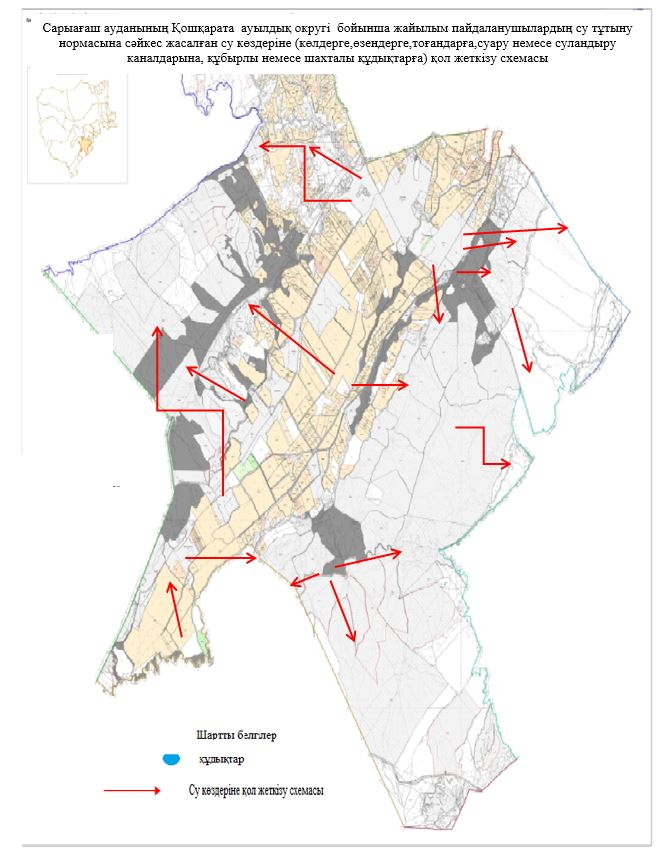 Сарыағаш ауданының Қошқарата ауылдық округі бойынша жайылым пайдаланушылардың су тұтыну
нормасына сәйкес жасалған су көздеріне (көлдерге,өзендерге,тоғандарға,суару немесе суландыру
каналдарына, құбырлы немесе шахталы құдықтарға) қол жеткізу схемасы
Шартты белгілер
құдықтар
Су көздеріне қол жеткізу схемасы